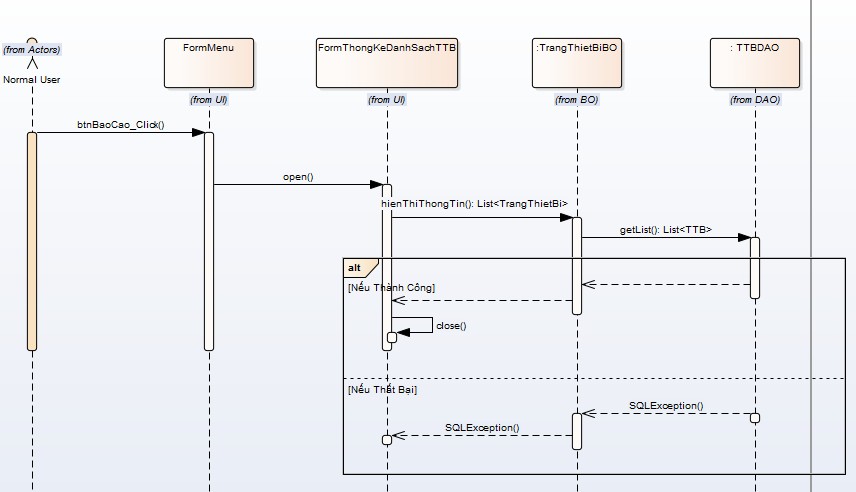 (from Actors)
Normal User
FormMenu
(from UI)
FormThongKeDanhSachTTB
(from UI)
:TrangThietBiBO
(from BO)
: TTBDAO
(from DAO)
btnBaoCao_Click()
open()
hienThiThongTin(): List<TrangThietBi>
getList(): List<TTB>
alt
[Nếu Thành Công]
close()
[Nếu Thất Bại]
SQLException()
SQLException()